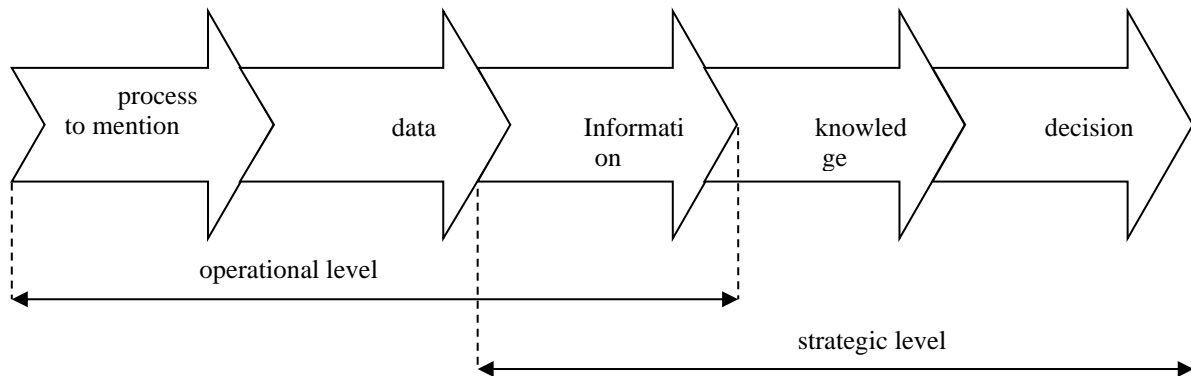 process
to mention
data
Informati
on
knowled
ge
decision
operational level
strategic level